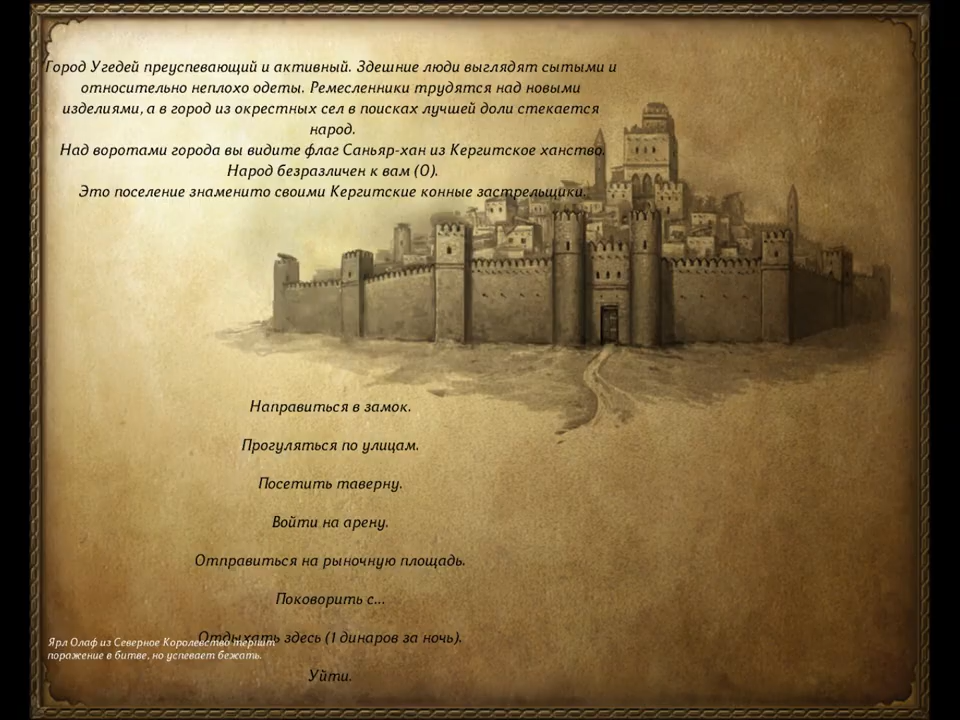 Город Угедей преуспевающий и активный. Здешние люди выглядят сытыми и
относительно неплохо одеты. Ремесленники трудятся над новыми
изделиями, а в город из окрестных сел в поисках лучшей доли стекается
народ.
Над воротами города вы видите флаг Саньяр-хан из Кергитское ханство.
Народ безразличен к вам (0).
Это поселение знаменито своими Кергитские конные застрельщики.
Направиться в замок.
Прогуляться по улицам.
Посетить таверну.
Войти на арену.
Отправиться на рыночную площадь.
Поковорить с...
Отдыхать здесь (1 динаров за ночь).
Ярл Олаф из Северное Королевство терпит
поражение в битве, но успевает бежать.
Уйти.